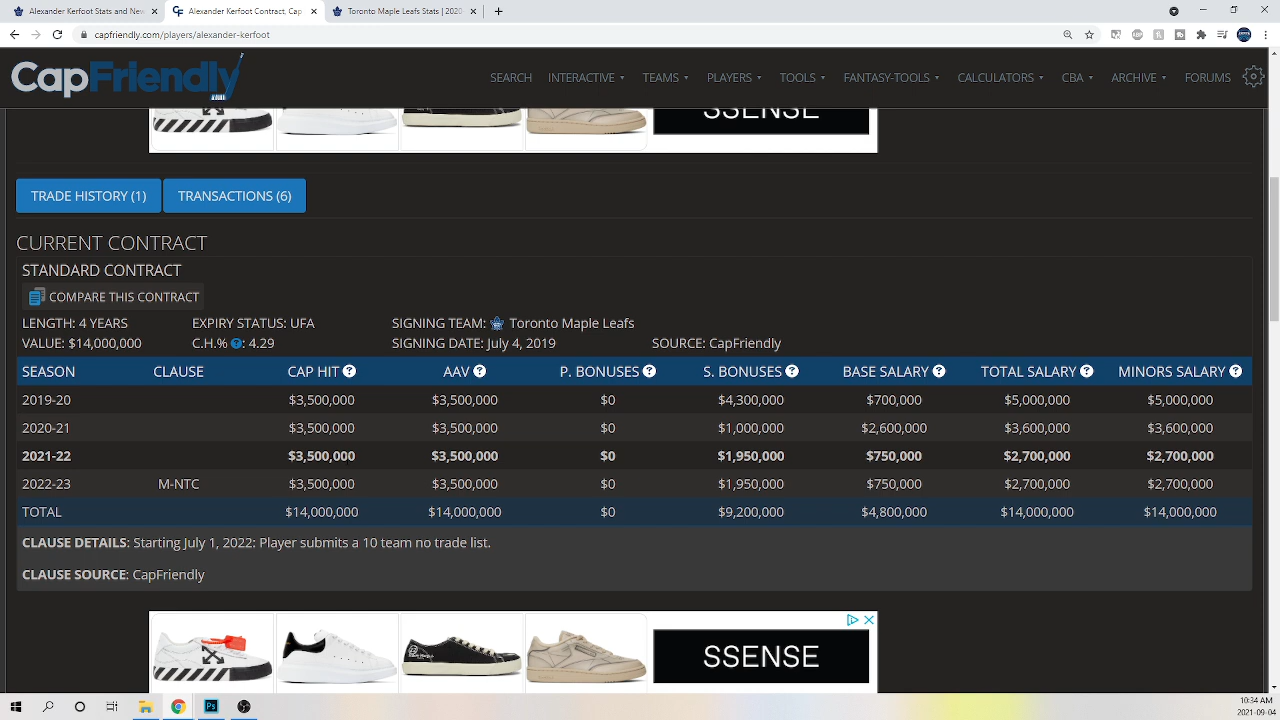 Alexander Kerfoot Stats and New
Alexander Kerfoot Contract, Cap
Toronto Maple Leafs Stats | 2020
capfriendly.com/players/alexander-kerfoot
CapFriendly
SEARCH INTERACTIVE TEAMS PLAYERS TOOLS FANTASY-TOOLS CALCULATORS CBA ARCHIVE FORUMS
SSENSE
TRADE HISTORY (1) TRANSACTIONS (6)
CURRENT CONTRACT
STANDARD CONTRACT
COMPARE THIS CONTRACT
LENGTH: 4 YEARS EXPIRY STATUS: UFA SIGNING TEAM: Toronto Maple Leafs
VALUE: $14,000,000 C.H.% ?: 4.29 SIGNING DATE: July 4, 2019 SOURCE: CapFriendly
SEASON CLAUSE CAP HIT ? AAV ? P. BONUSES ? S. BONUSES ? BASE SALARY ? TOTAL SALARY ? MINORS SALARY ?
2019-20 $3,500,000 $3,500,000 $0 $4,300,000 $700,000 $5,000,000 $5,000,000
2020-21 $3,500,000 $3,500,000 $0 $1,000,000 $2,600,000 $3,600,000 $3,600,000
2021-22 $3,500,000 $3,500,000 $0 $1,950,000 $750,000 $2,700,000 $2,700,000
2022-23 M-NTC $3,500,000 $3,500,000 $0 $1,950,000 $750,000 $2,700,000 $2,700,000
TOTAL $14,000,000 $14,000,000 $0 $9,200,000 $4,800,000 $14,000,000 $14,000,000
CLAUSE DETAILS: Starting July 1, 2022: Player submits a 10 team no trade list.
CLAUSE SOURCE: CapFriendly
SSENSE
Ps
10:34 AM
2021-09-04